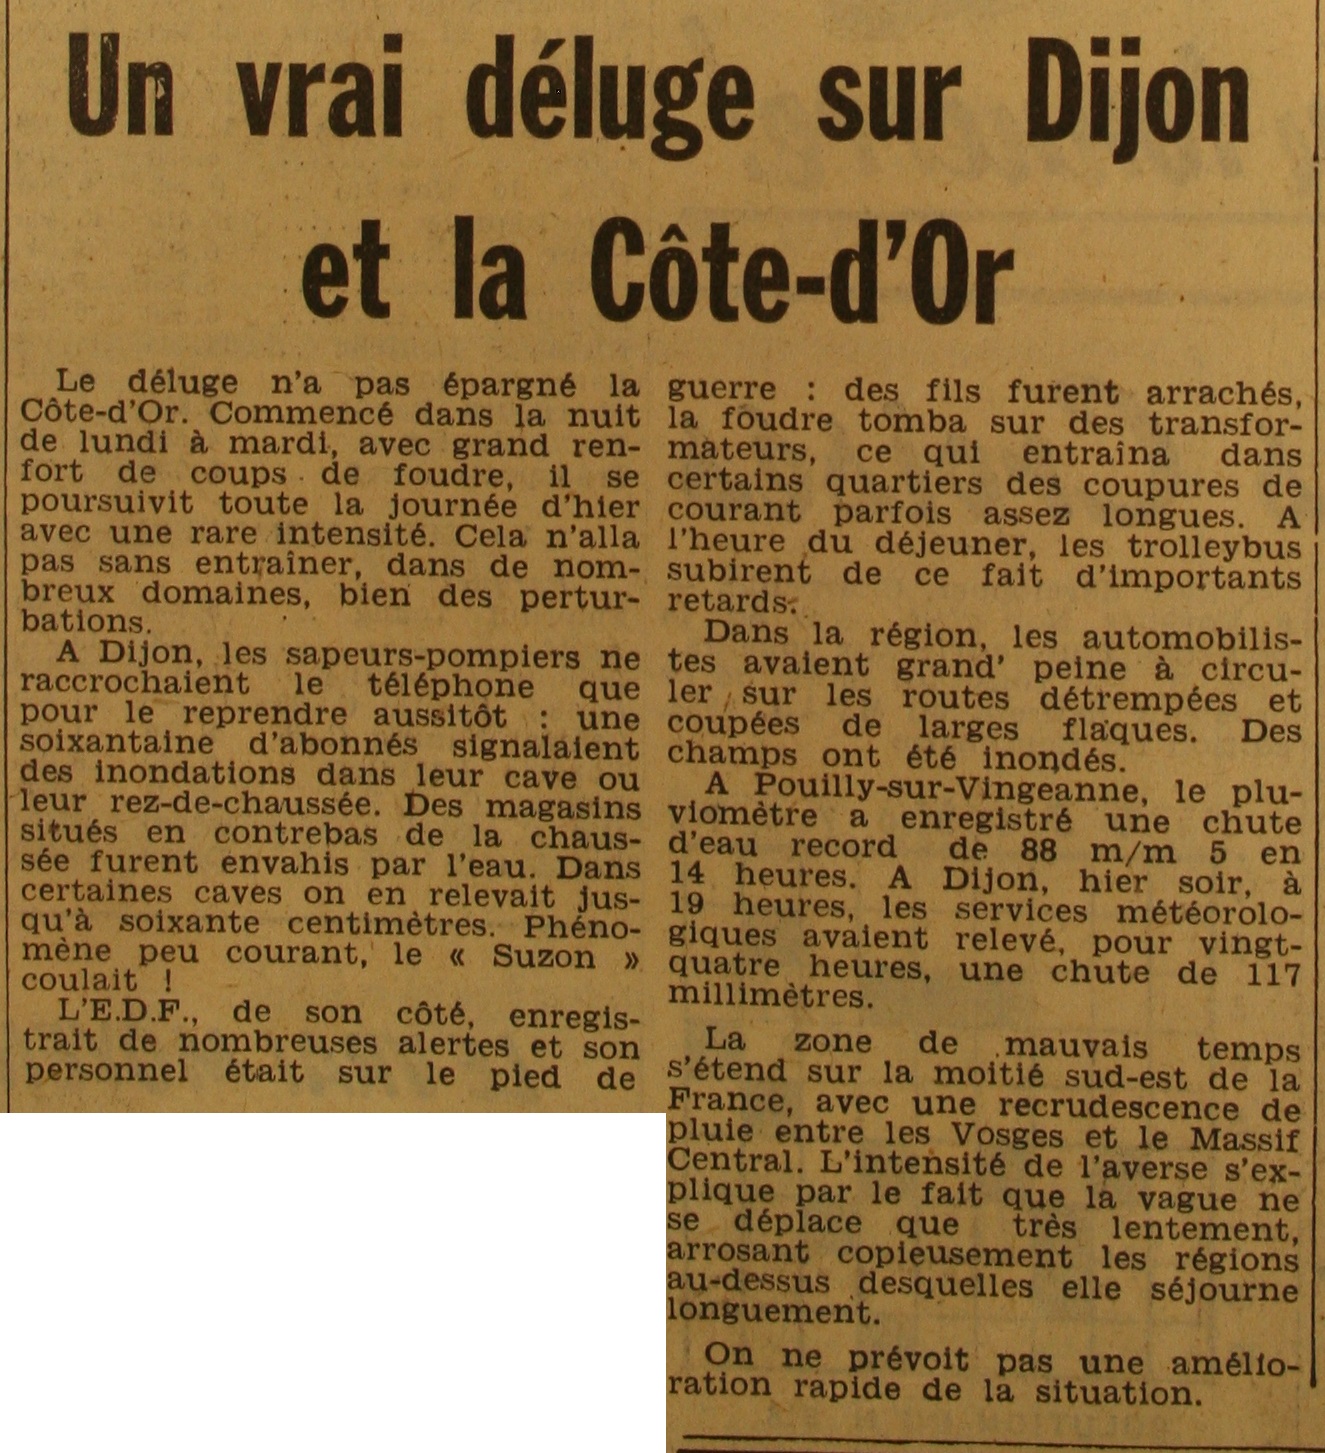 Un vrai déluge sur Dijon
et la Côte-d'Or
Le déluge n'a pas épargné la
Côte-d'Or. Commencé dans la nuit
de lundi à mardi, avec grand ren-
fort de coups de foudre, il se
poursuivit toute la journée d'hier
avec une rare intensité. Cela n'alla
pas sans entraîner, dans de nom-
breux domaines, bien des pertur-
bations.
A Dijon, les sapeurs-pompiers ne
raccrochaient le téléphone que
pour le reprendre aussitôt : une
soixantaine d'abonnés signalaient
des inondations dans leur cave ou
leur rez-de-chaussée. Des magasins
situés en contrebas de la chaus-
sée furent envahis par l'eau. Dans
certaines caves on en relevait jus-
qu'à soixante centimètres. Phéno-
mène peu courant, le « Suzon »
coulait !
L'E.D.F., de son côté, enregis-
trait de nombreuses alertes et son
personnel était sur le pied de
guerre : des fils furent arrachés,
la foudre tomba sur des transfor-
mateurs, ce qui entraîna dans
certains quartiers des coupures de
courant parfois assez longues. A
l'heure du déjeuner, les trolleybus
subirent de ce fait d'importants
retards.
Dans la région, les automobilis-
tes avaient grand' peine à circu-
ler sur les routes détrempées et
coupées de larges flaques. Des
champs ont été inondés.
A Pouilly-sur-Vingeanne, le plu-
viomètre a enregistré une chute
d'eau record de 88 m/m 5 en
14 heures. A Dijon, hier soir, à
19 heures, les services météorolo-
giques avaient relevé, pour vingt-
quatre heures, une chute de 117
millimètres.
La zone de mauvais temps
s'étend sur la moitié sud-est de la
France, avec une recrudescence de
pluie entre les Vosges et le Massif
Central. L'intensité de l'averse s'ex-
plique par le fait que la vague ne
se déplace que très lentement,
arrosant copieusement les régions
au-dessus desquelles elle séjourne
longuement.
On ne prévoit pas une amélio-
ration rapide de la situation.